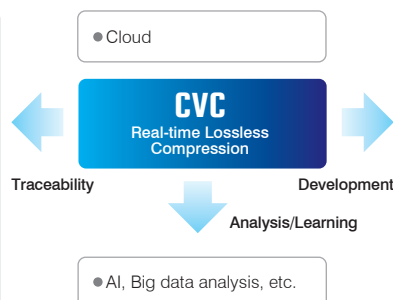 ● Cloud
CVC
Real-time Lossless
Compression
Traceability
Development
Analysis/Learning
● AI, Big data analysis, etc.